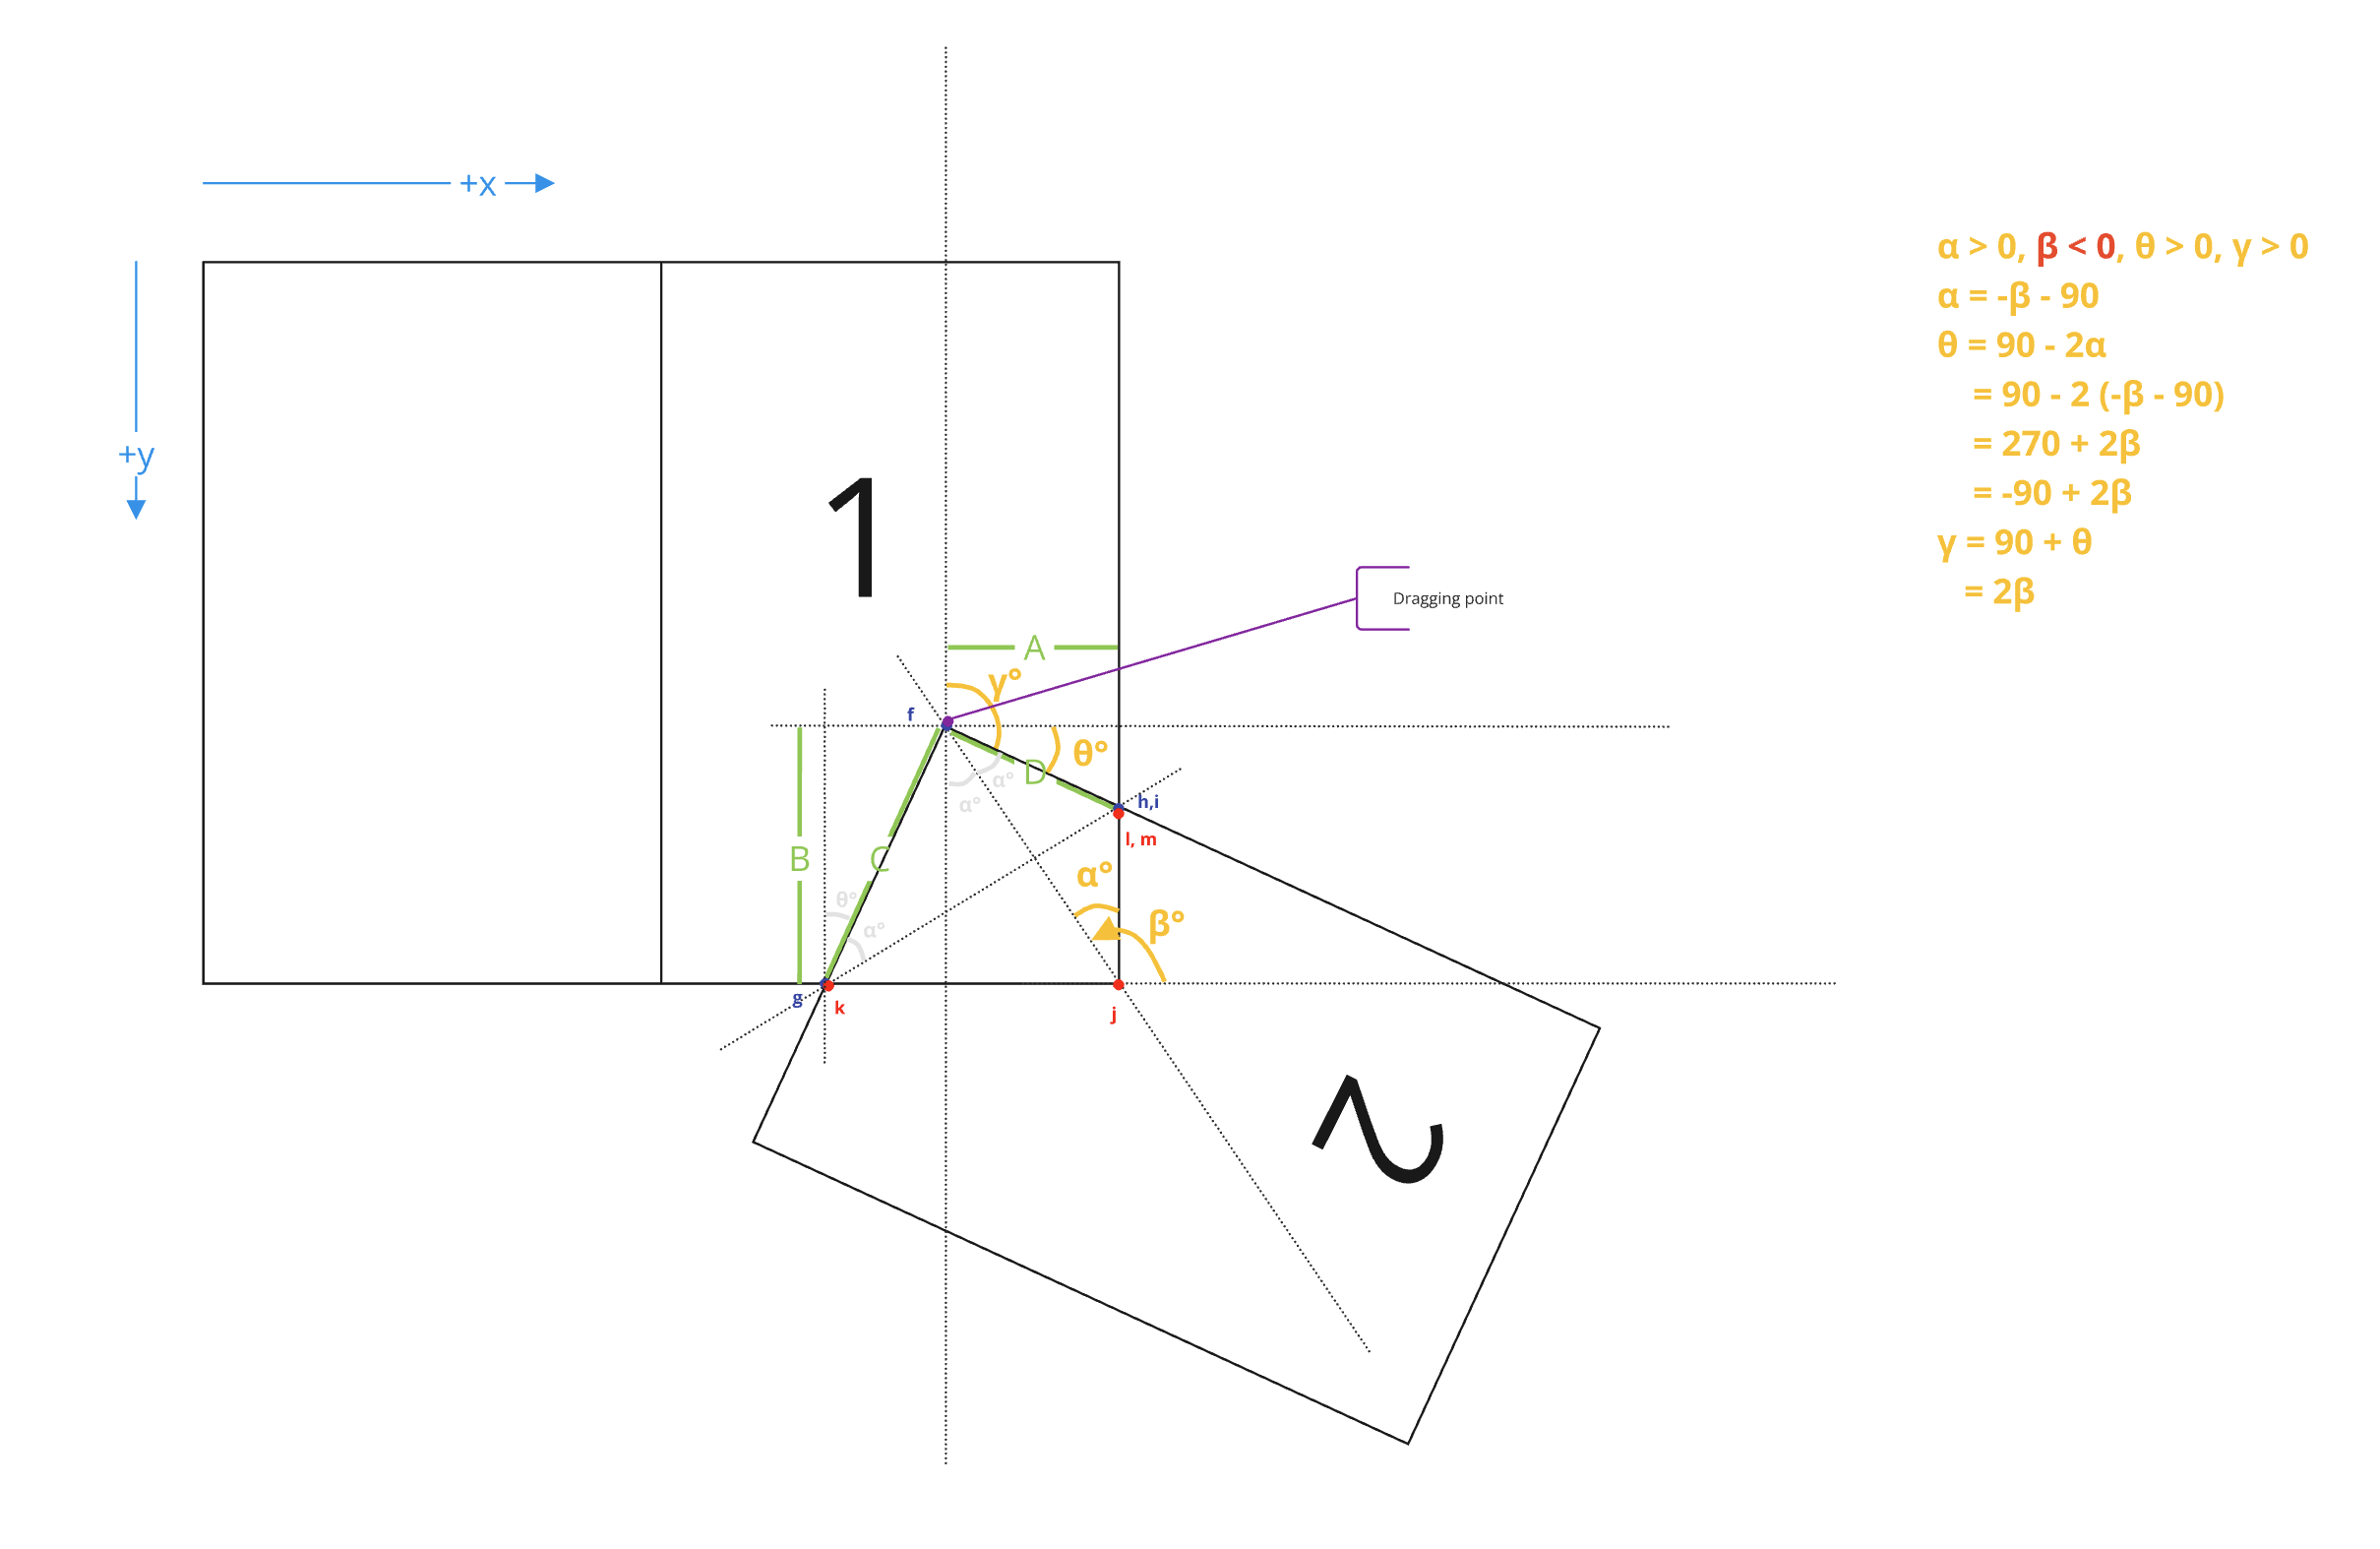 +x
α > 0, β < 0, θ > 0, γ > 0
α = -β - 90
θ = 90 - 2α
= 90 - 2 (-β - 90)
= 270 + 2β
= -90 + 2β
γ = 90 + θ
= 2β
+y
1
Dragging point
A
γ°
f
θ°
D
α°
α°
h,i
l, m
B
C
α°
θ°
α°
β°
g
k
j
2